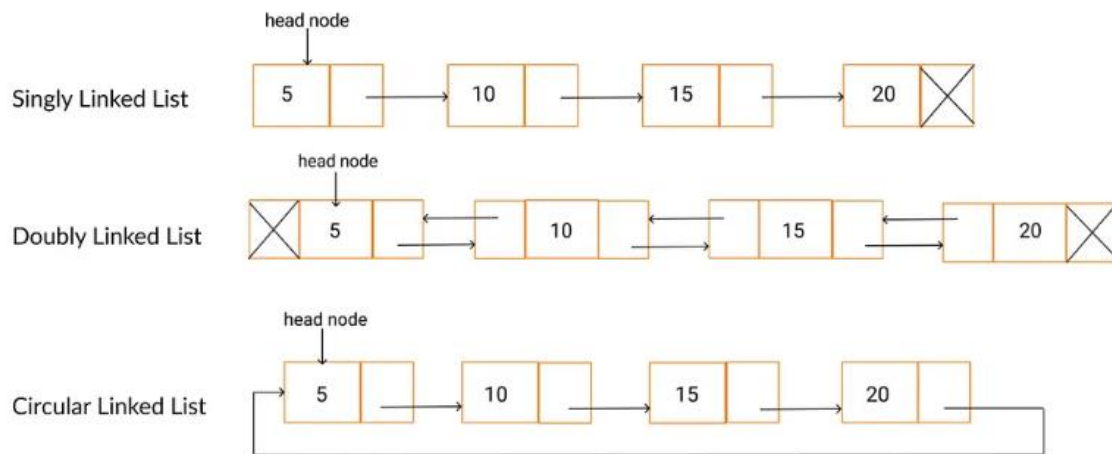 head node
Singly Linked List
5 10 15 20
head node
Doubly Linked List
5 10 15 20
head node
Circular Linked List
5 10 15 20